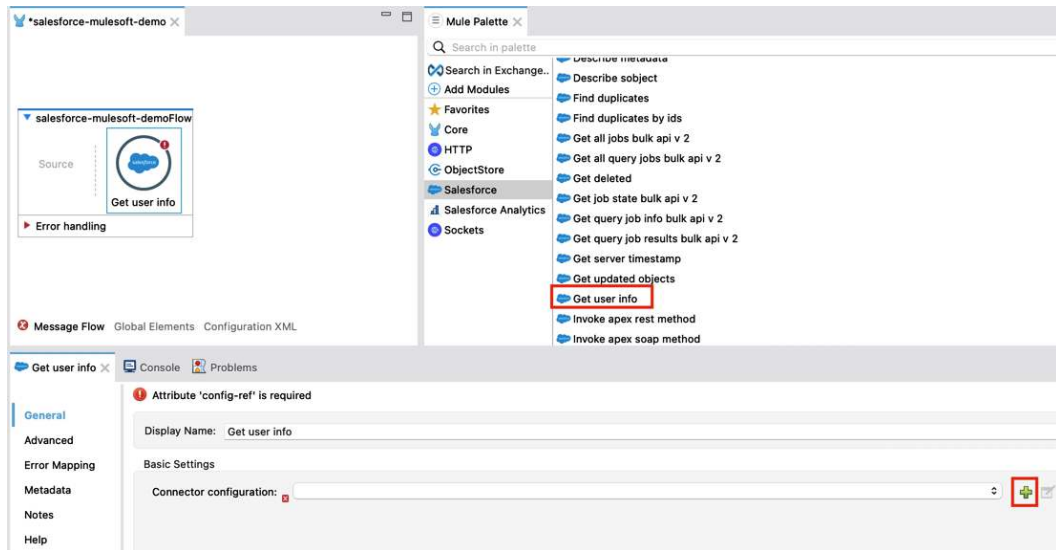 *salesforce-mulesoft-demo
salesforce-mulesoft-demoFlow
Source
salesforce
Get user info
Error handling
Message Flow Global Elements Configuration XML
Mule Palette
Search in palette
Search in Exchange..
Add Modules
Favorites
Core
HTTP
ObjectStore
Salesforce
Salesforce Analytics
Sockets
Describe metadata
Describe sobject
Find duplicates
Find duplicates by ids
Get all jobs bulk api v 2
Get all query jobs bulk api v 2
Get deleted
Get job state bulk api v 2
Get query job info bulk api v 2
Get query job results bulk api v 2
Get server timestamp
Get updated objects
Get user info
Invoke apex rest method
Invoke apex soap method
Get user info Console Problems
Attribute 'config-ref' is required
General
Advanced
Error Mapping
Metadata
Notes
Help
Display Name: Get user info
Basic Settings
Connector configuration: